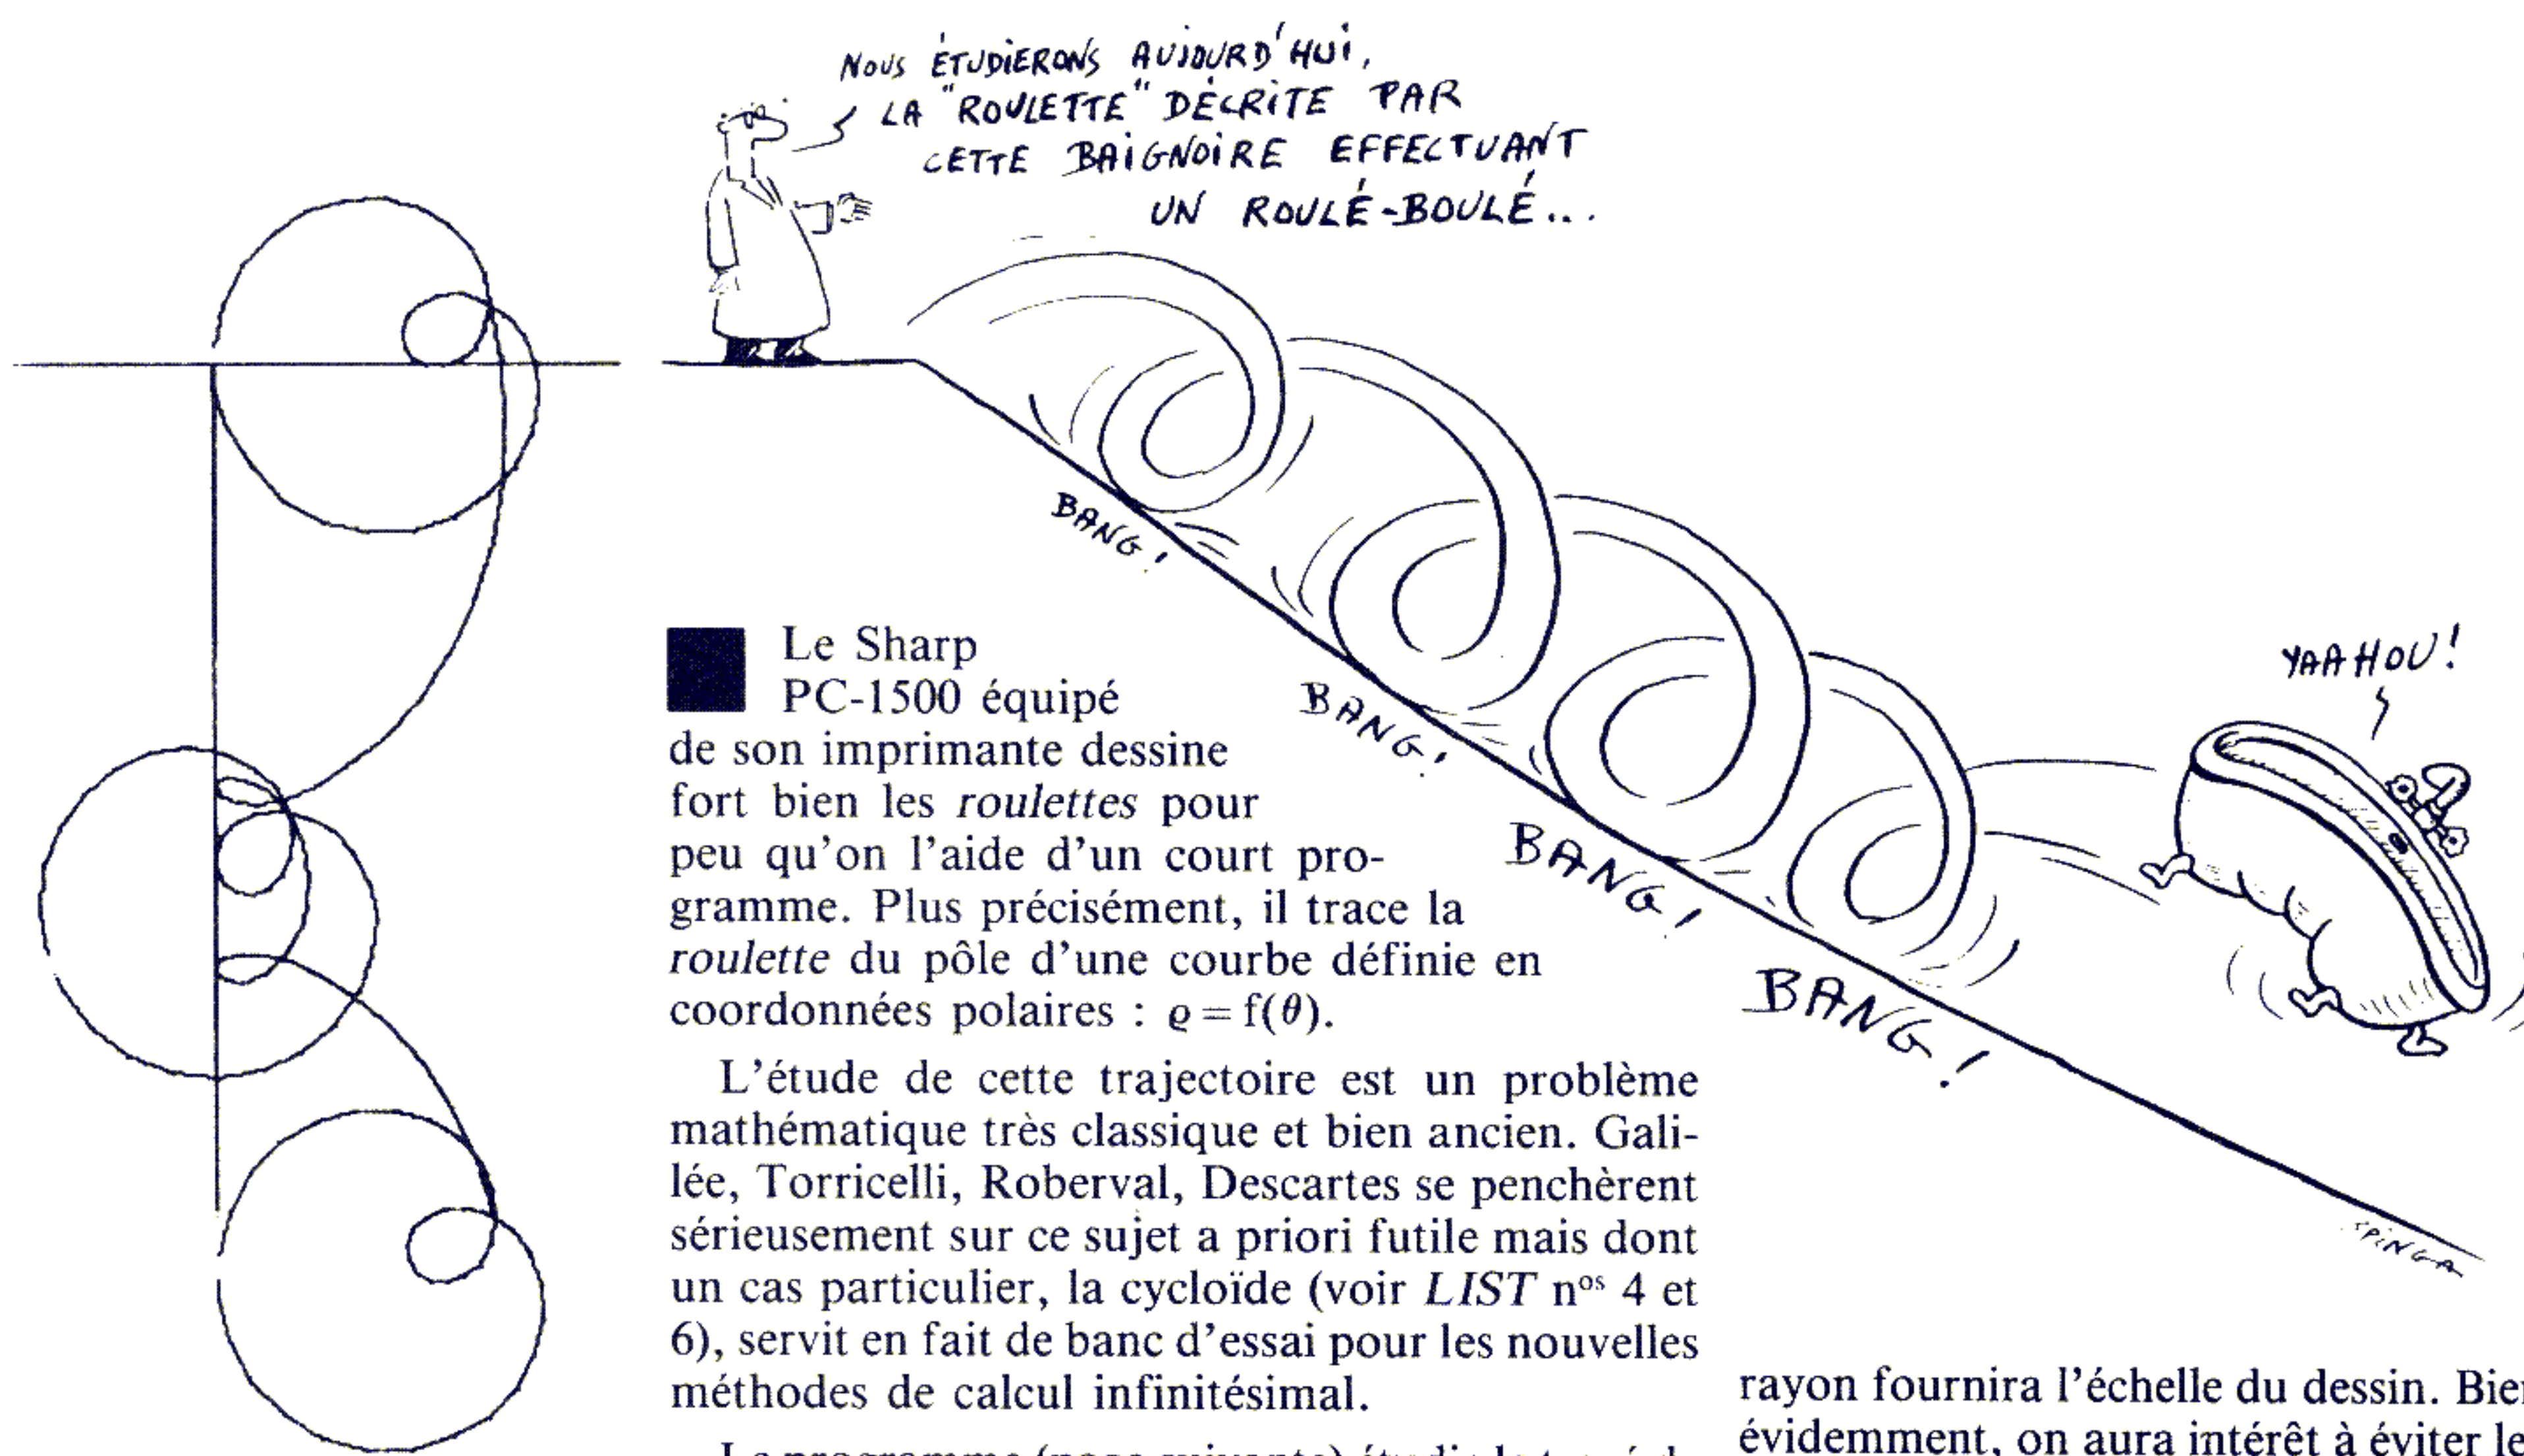 NOUS ÉTUDIERONS AUJOURD'HUI,
LA "ROULETTE" DÉCRITE PAR
CETTE BAIGNOIRE EFFECTUANT
UN ROULÉ-BOULÉ...
BANG!
BANG!
BANG!
BANG!
YAAHOU!
SPINGA
Le Sharp
PC-1500 équipé
de son imprimante dessine
fort bien les roulettes pour
peu qu'on l'aide d'un court pro-
gramme. Plus précisément, il trace la
roulette du pôle d'une courbe définie en
coordonnées polaires : ϱ = f(θ).
L'étude de cette trajectoire est un problème
mathématique très classique et bien ancien. Gali-
lée, Torricelli, Roberval, Descartes se penchèrent
sérieusement sur ce sujet a priori futile mais dont
un cas particulier, la cycloïde (voir LIST nos 4 et
6), servit en fait de banc d'essai pour les nouvelles
méthodes de calcul infinitésimal.
rayon fournira l'échelle du dessin. Bien
évidemment, on aura intérêt à éviter le